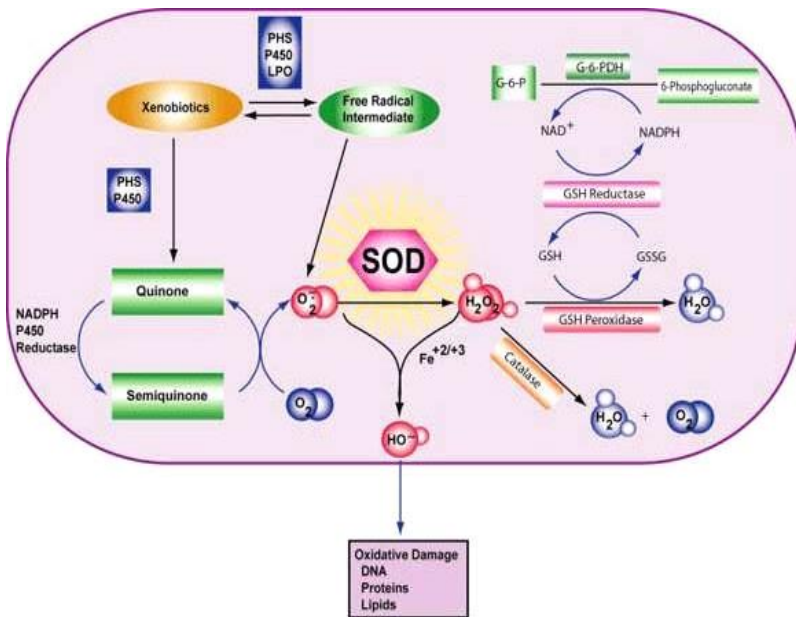 PHS
P450
LPO
G-6-PDH
G-6-P
6-Phosphogluconate
Xenobiotics
Free Radical
Intermediate
NAD+
NADPH
PHS
P450
GSH Reductase
SOD
GSH
GSSG
Quinone
O2∸
H2O2
H2O
NADPH
P450
Reductase
GSH Peroxidase
Fe+2/+3
Catalase
Semiquinone
O2
H2O + O2
HO–
Oxidative Damage
DNA
Proteins
Lipids